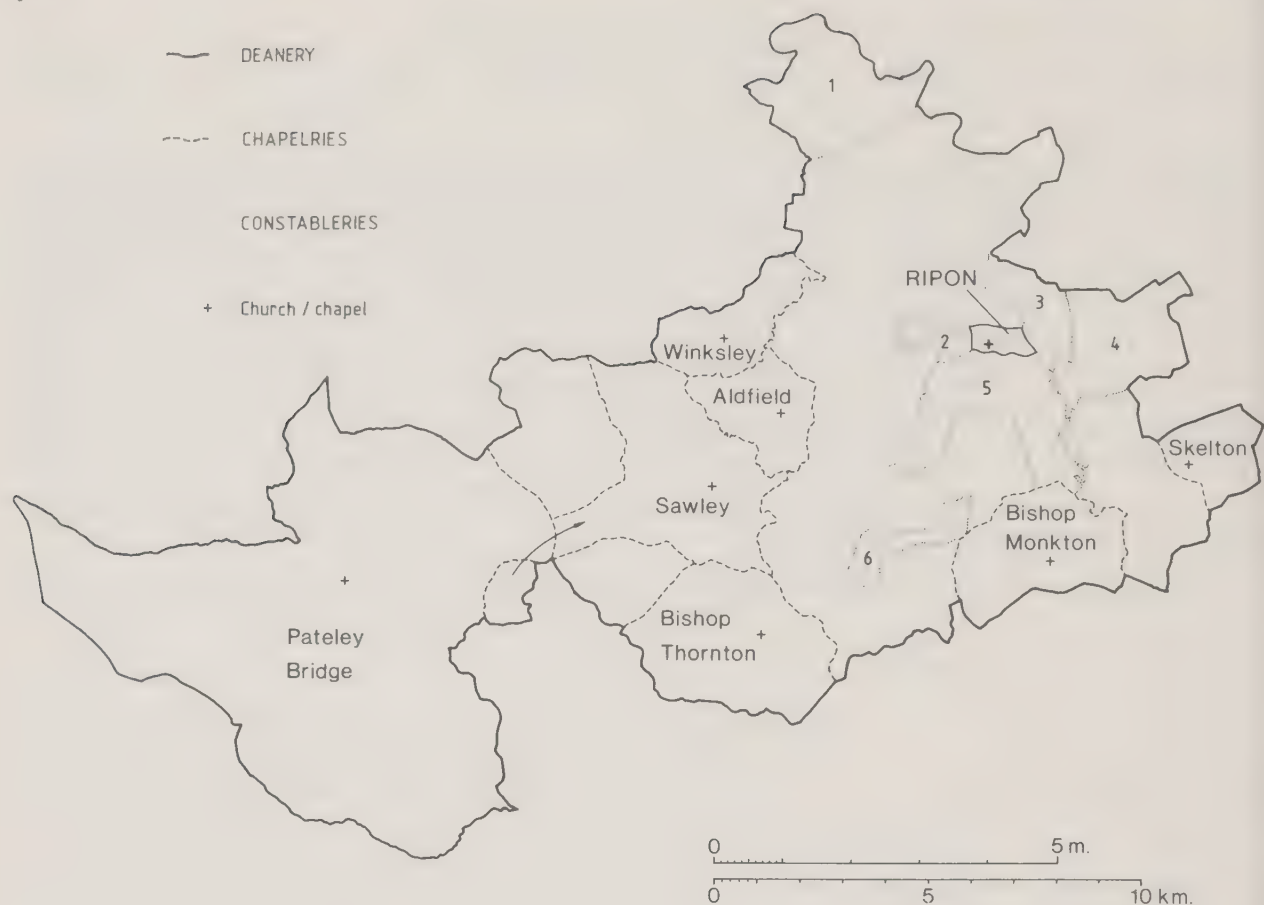 DEANERY
CHAPELRIES
CONSTABLERIES
+ Church / chapel
1
RIPON
3
2
4
5
Winksley
Aldfield
Skelton
Sawley
Bishop
Monkton
6
Bishop
Thornton
Pateley
Bridge
0 5 m.
0 5 10 km.